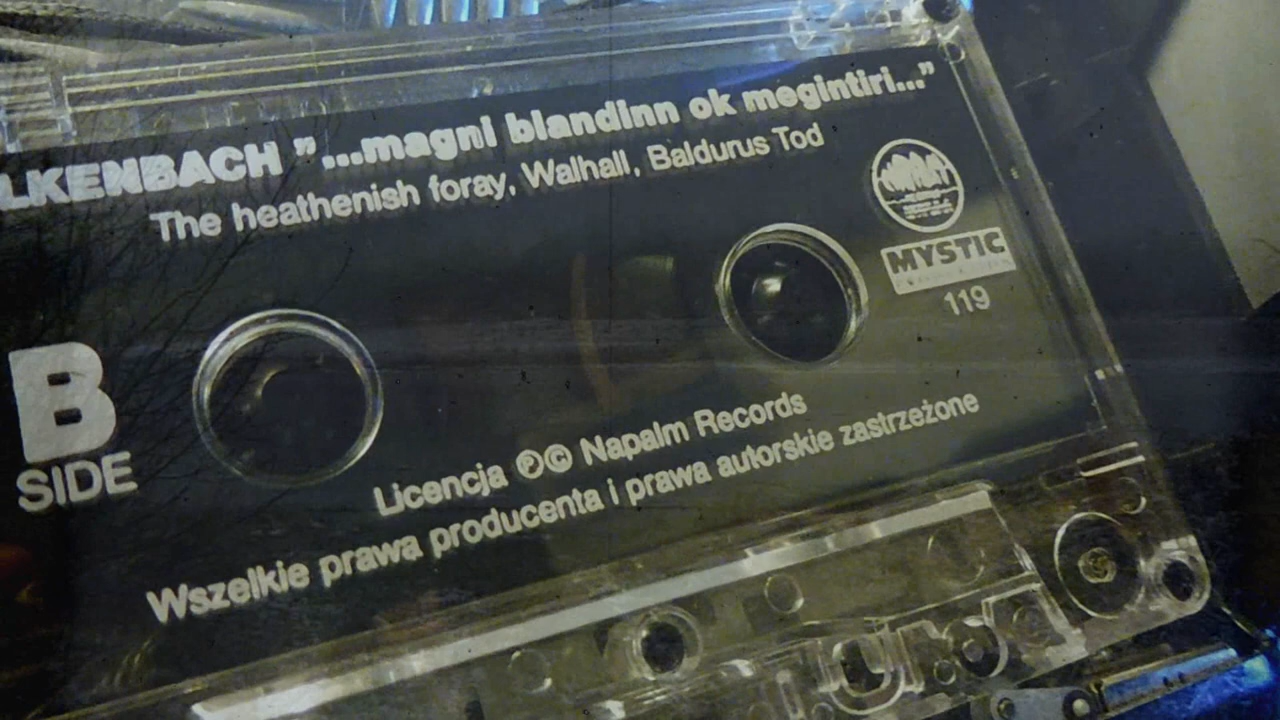 LKENBACH "...magni blandinn ok megintiri..."
The heathenish foray, Walhall, Baldurus Tod
MYSTIC
119
B
SIDE
Licencja ℗© Napalm Records
Wszelkie prawa producenta i prawa autorskie zastrzeżone